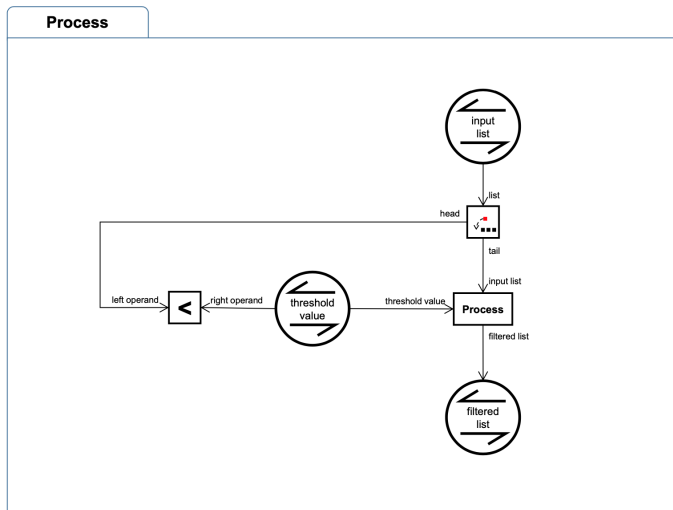 Process
input
list
list
head
tail
input list
left operand
<
right operand
threshold
value
threshold value
Process
filtered list
filtered
list